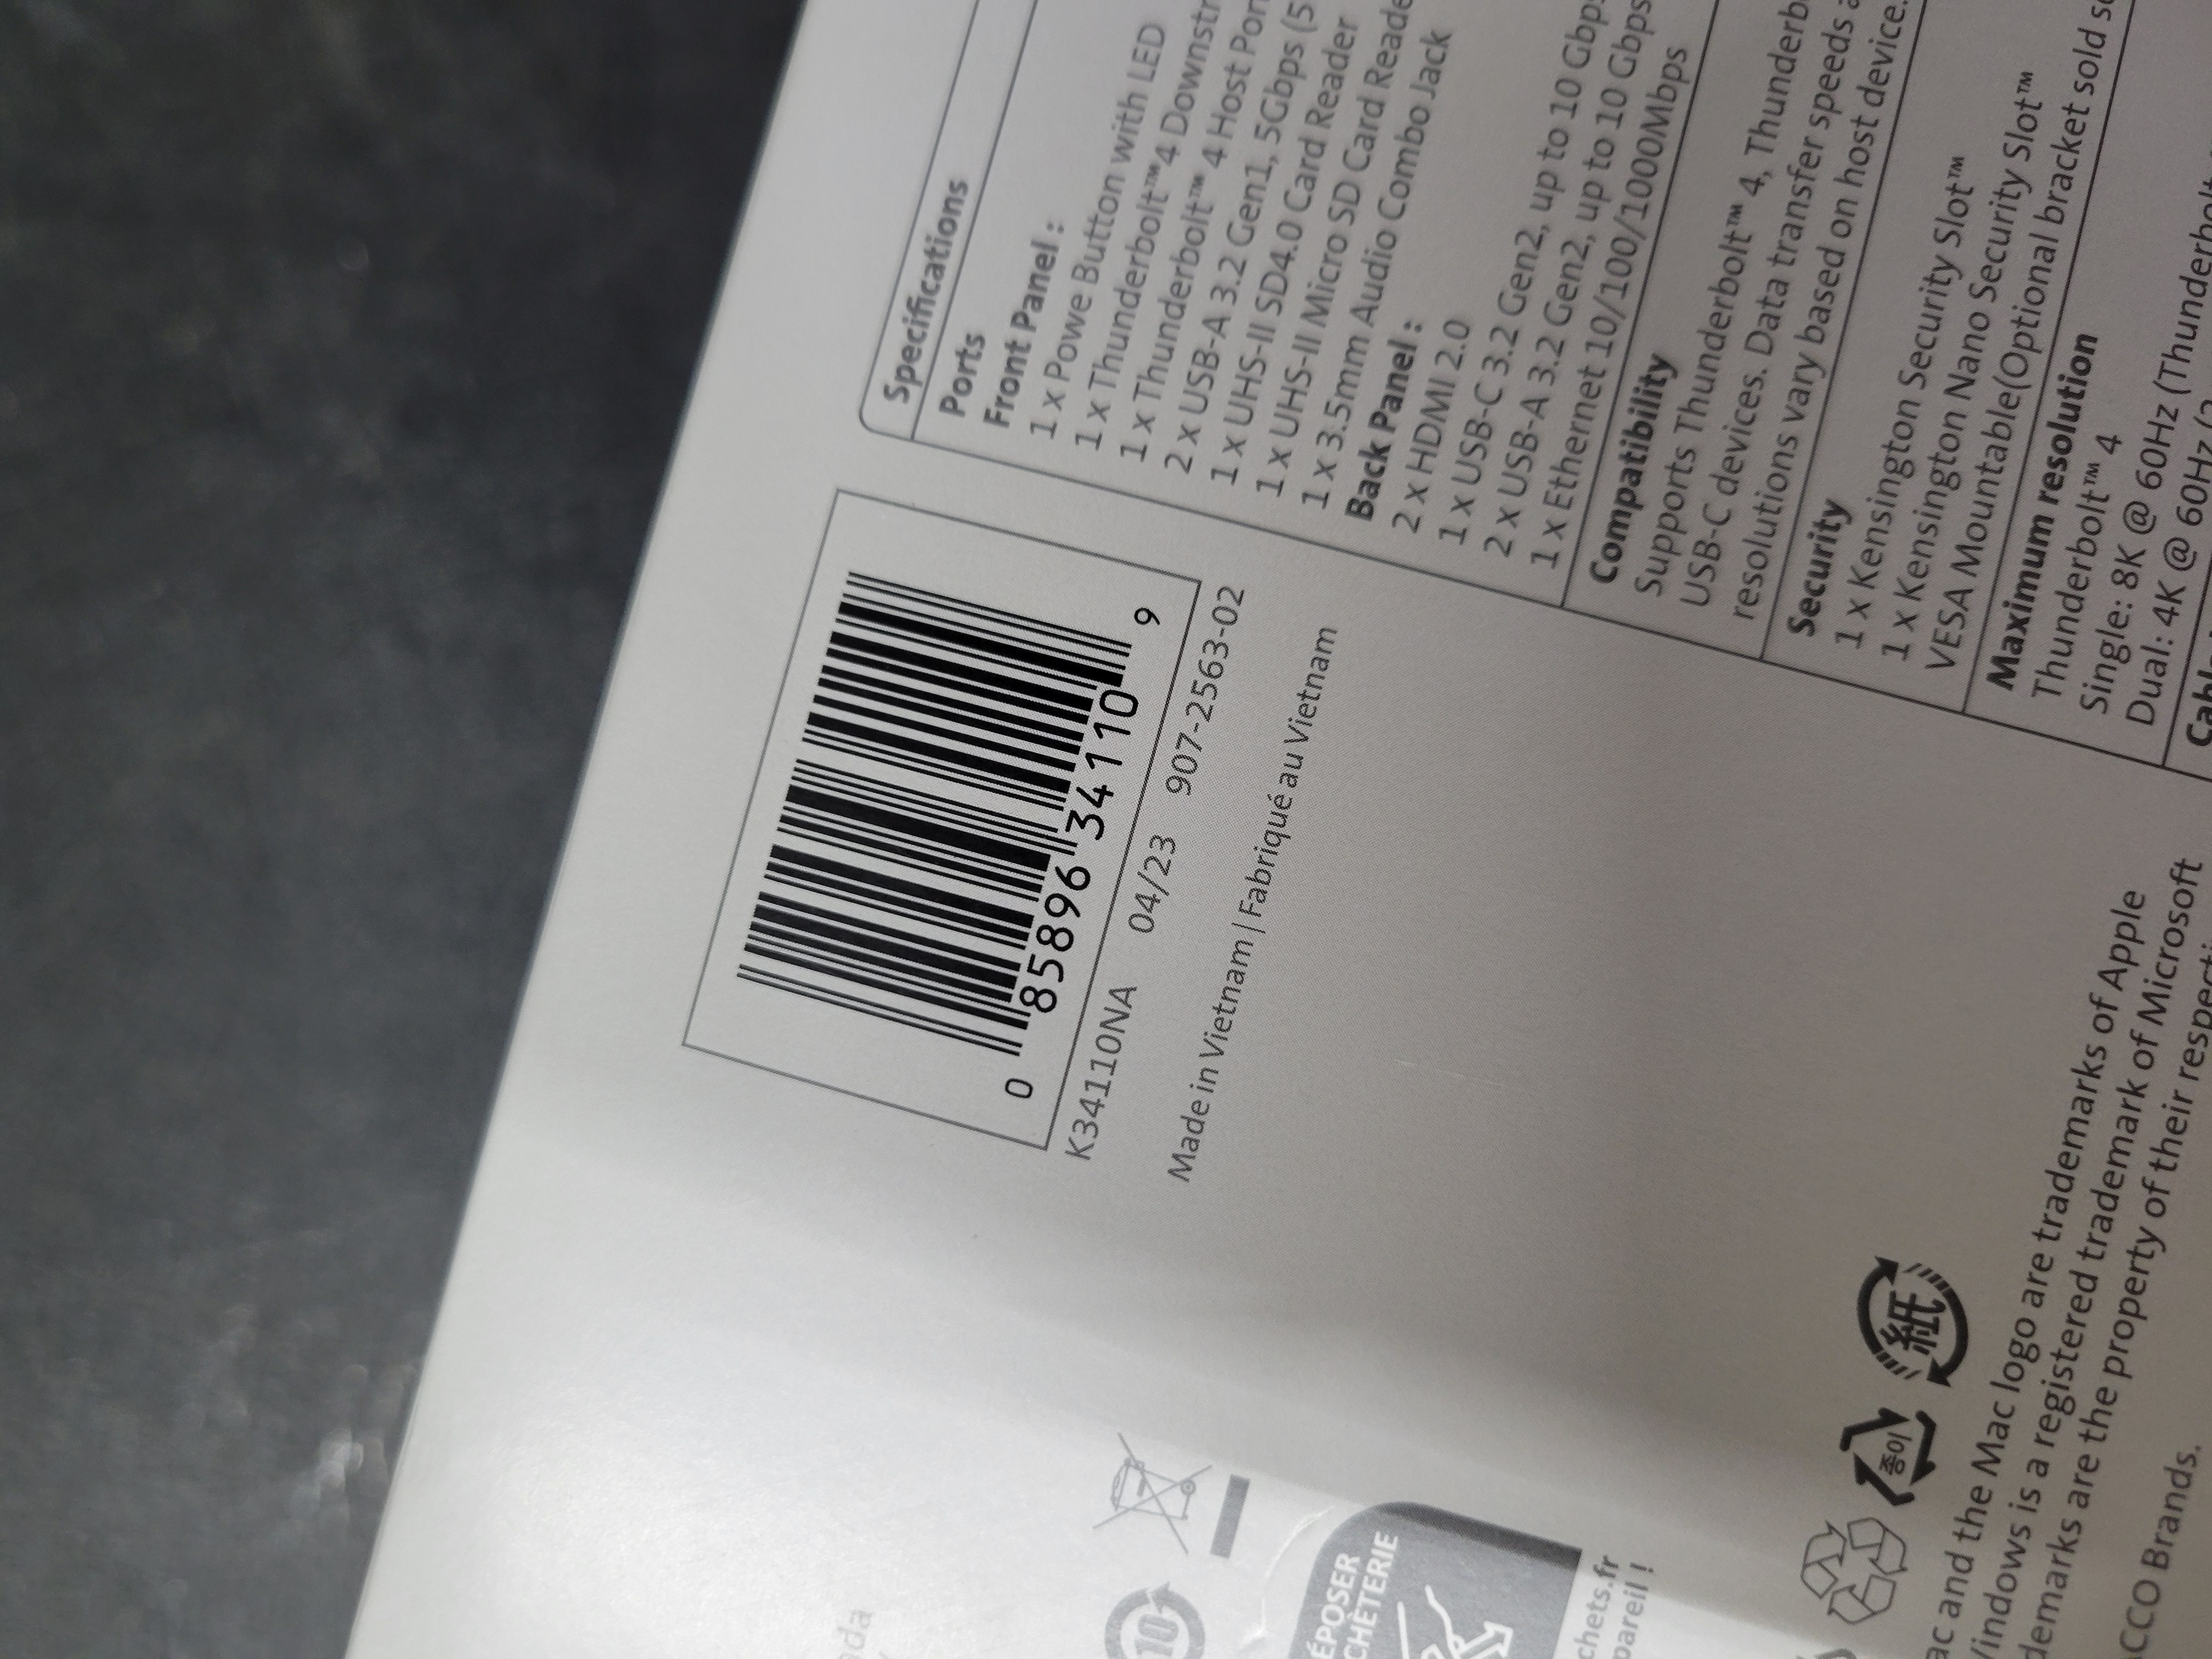 Specifications
Ports
Front Panel :
1 x Powe Button with LED
1 x Thunderbolt™ 4 Downstr
1 x Thunderbolt™ 4 Host Por
2 x USB-A 3.2 Gen1, 5Gbps (5
1 x UHS-II SD4.0 Card Reader
1 x UHS-II Micro SD Card Reade
1 x 3.5mm Audio Combo Jack
Back Panel :
2 x HDMI 2.0
1 x USB-C 3.2 Gen2, up to 10 Gbp
2 x USB-A 3.2 Gen2, up to 10 Gbps
1 x Ethernet 10/100/1000Mbps
Compatibility
Supports Thunderbolt™ 4, Thunderb
USB-C devices. Data transfer speeds a
resolutions vary based on host device.
Security
1 x Kensington Security Slot™
1 x Kensington Nano Security Slot™
VESA Mountable(Optional bracket sold s
Maximum resolution
Thunderbolt™ 4
Single: 8K @ 60Hz (Thunderbolt
Dual: 4K @ 60Hz
0 85896 34110 9
K34110NA 04/23 907-2563-02
Made in Vietnam | Fabriqué au Vietnam
10
ÉPOSER
CHÈTERIE
chets.fr
pareil !
종이
紙
ac and the Mac logo are trademarks of Apple
Windows is a registered trademark of Microsoft
demarks are the property of their respecti
ACCO Brands.